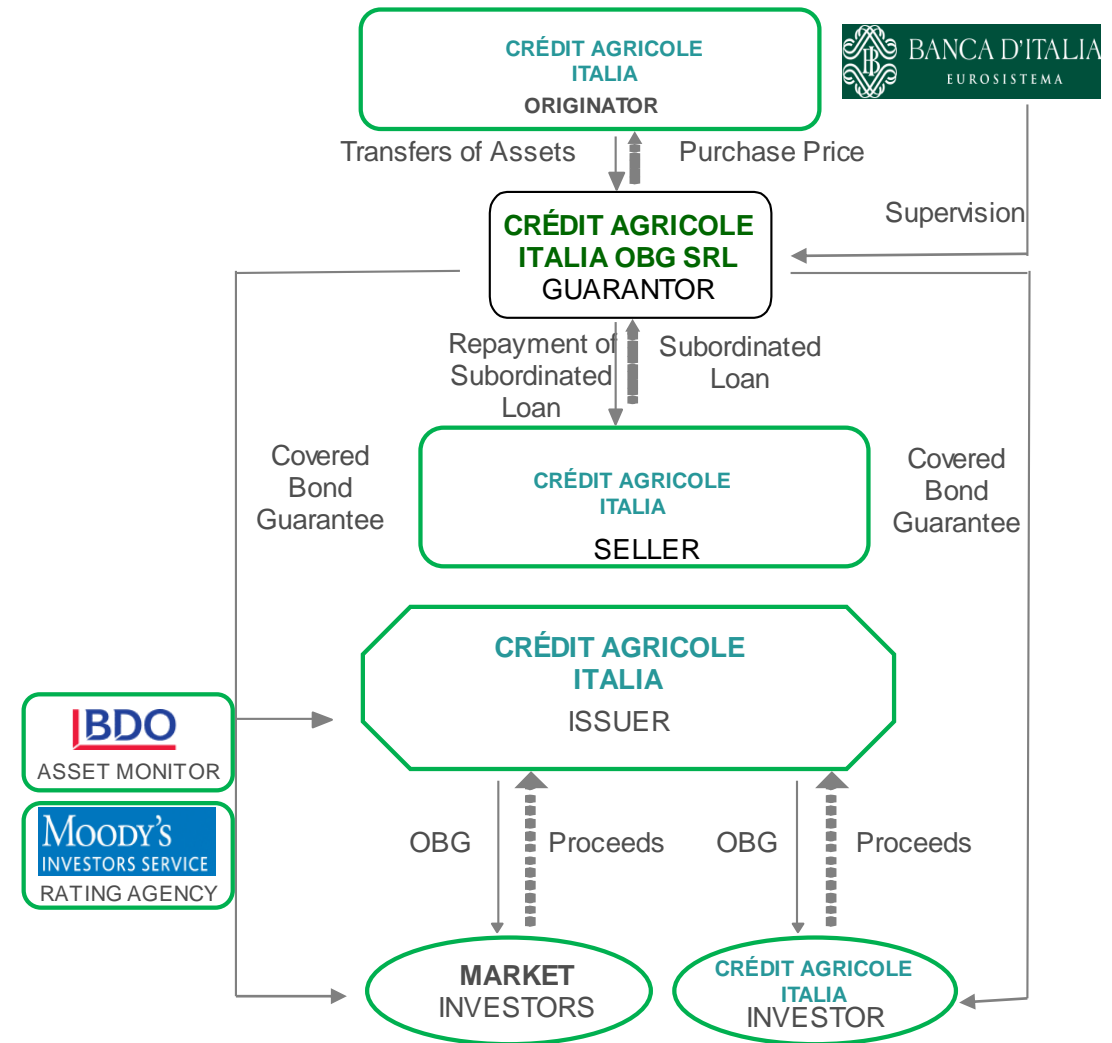 CRÉDIT AGRICOLE
ITALIA
ORIGINATOR
BANCA D'ITALIA
EUROSISTEMA
Transfers of Assets
Purchase Price
Supervision
CRÉDIT AGRICOLE
ITALIA OBG SRL
GUARANTOR
Repayment of
Subordinated
Loan
Subordinated
Loan
Covered
Bond
Guarantee
CRÉDIT AGRICOLE
ITALIA
SELLER
Covered
Bond
Guarantee
CRÉDIT AGRICOLE
ITALIA
ISSUER
BDO
ASSET MONITOR
MOODY'S
INVESTORS SERVICE
RATING AGENCY
OBG
Proceeds
OBG
Proceeds
MARKET
INVESTORS
CRÉDIT AGRICOLE
ITALIA
INVESTOR